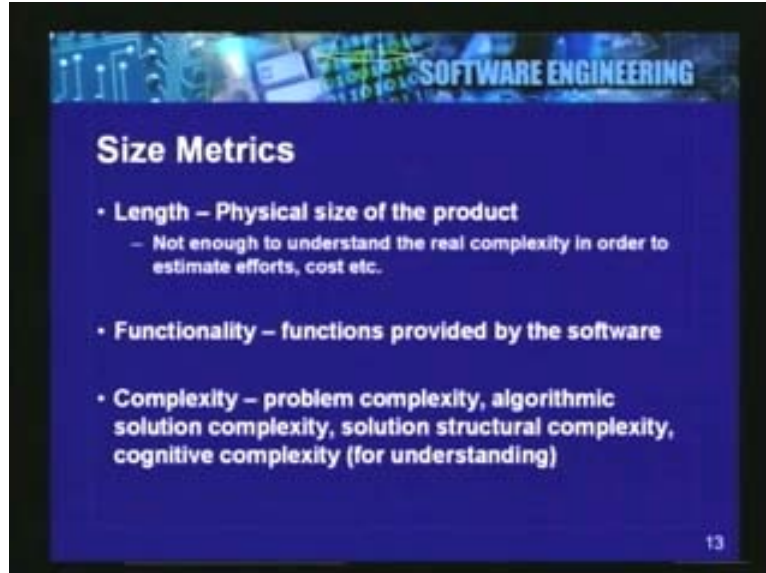 SOFTWARE ENGINEERING
Size Metrics
• Length – Physical size of the product
– Not enough to understand the real complexity in order to
estimate efforts, cost etc.
• Functionality – functions provided by the software
• Complexity – problem complexity, algorithmic
solution complexity, solution structural complexity,
cognitive complexity (for understanding)
13